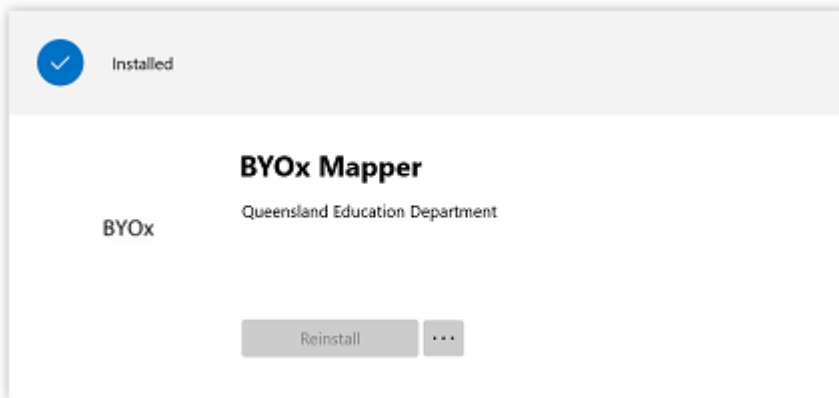 Installed
BYOx Mapper
Queensland Education Department
BYOx
Reinstall
...